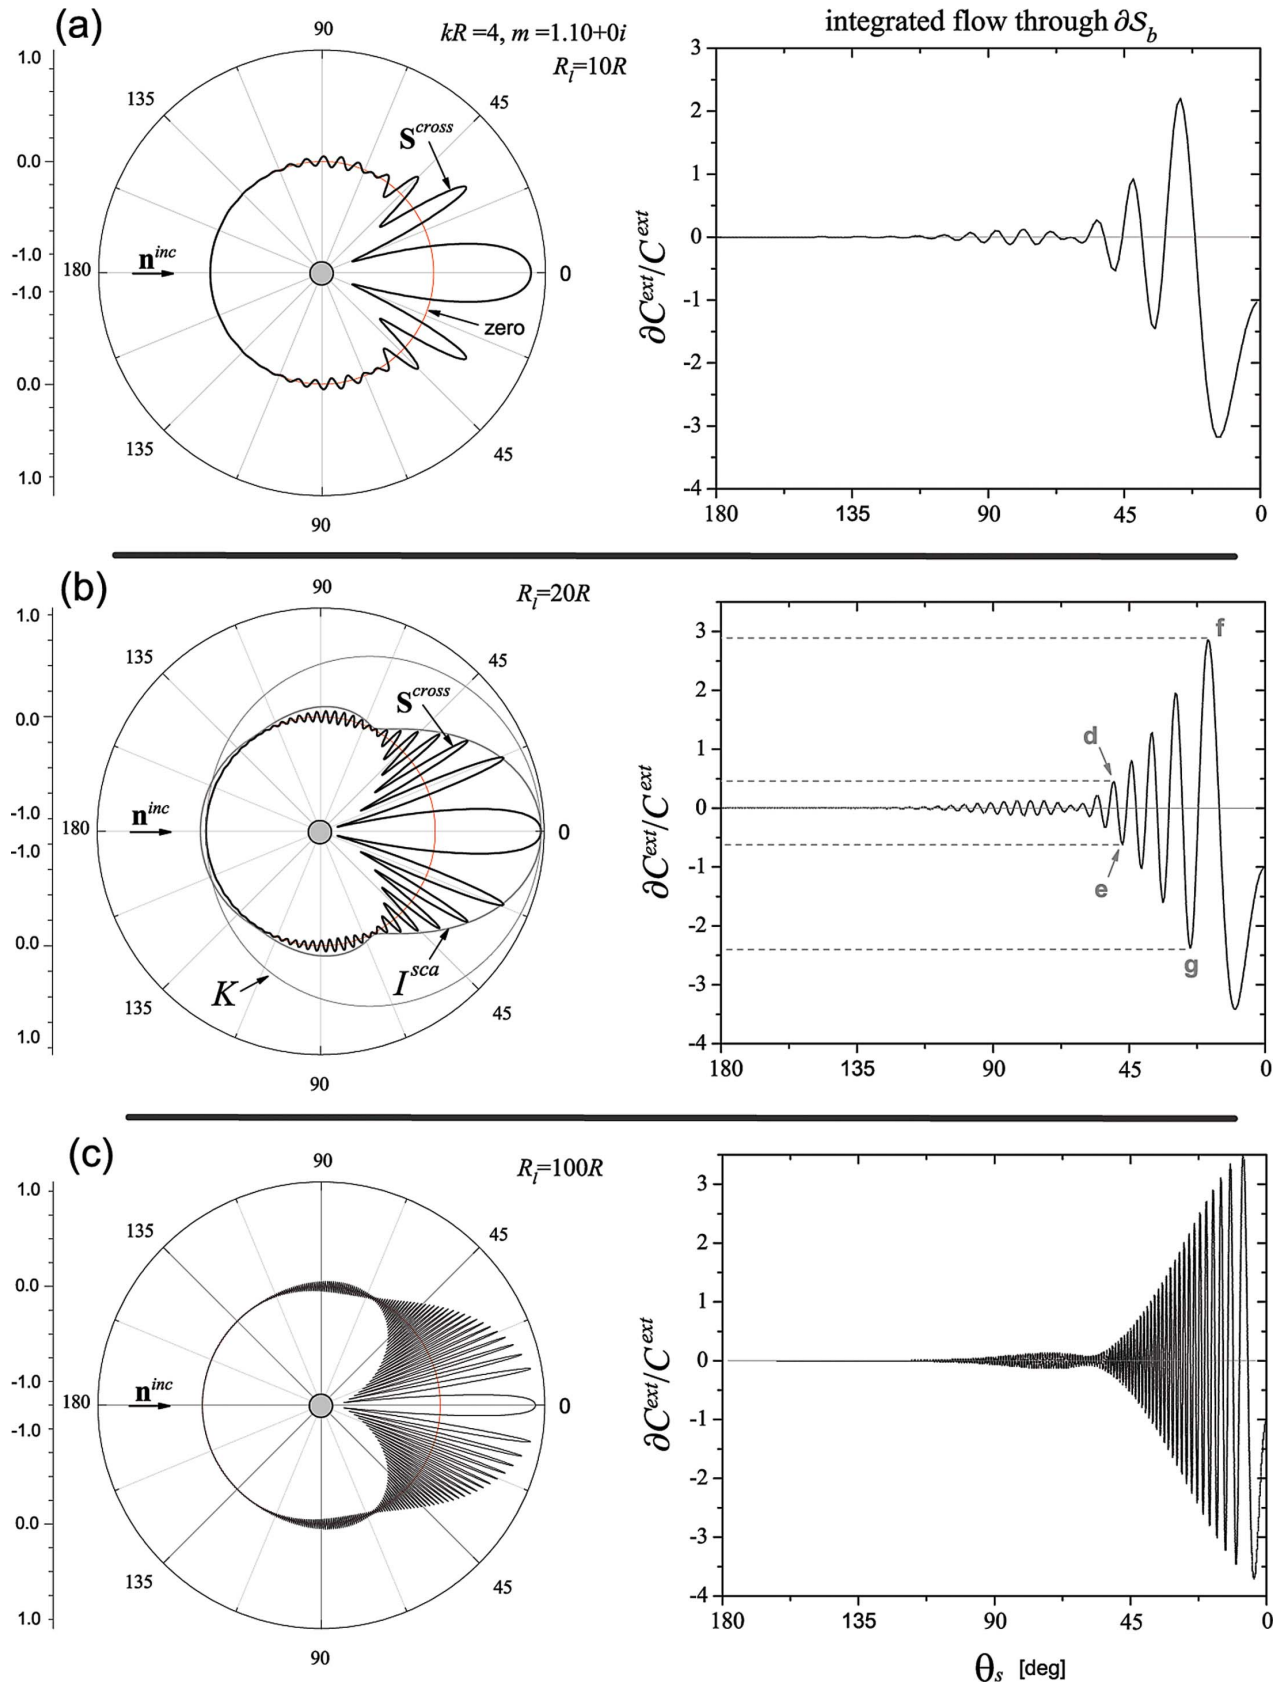 (a)
kR =4, m =1.10+0i
R_l=10R
90
135
45
180
0
135
45
90
1.0
0.0
-1.0
-1.0
0.0
1.0
n^inc
S^cross
zero
integrated flow through ∂S_b
∂C^ext/C^ext
3
2
1
0
-1
-2
-3
-4
180 135 90 45 0
(b)
R_l=20R
90
135
45
180
0
135
45
90
1.0
0.0
-1.0
-1.0
0.0
1.0
n^inc
S^cross
K
I^sca
∂C^ext/C^ext
3
2
1
0
-1
-2
-3
-4
f
d
e
g
180 135 90 45 0
(c)
R_l=100R
90
135
45
180
0
135
45
90
1.0
0.0
-1.0
-1.0
0.0
1.0
n^inc
∂C^ext/C^ext
3
2
1
0
-1
-2
-3
-4
180 135 90 45 0
θ_s [deg]